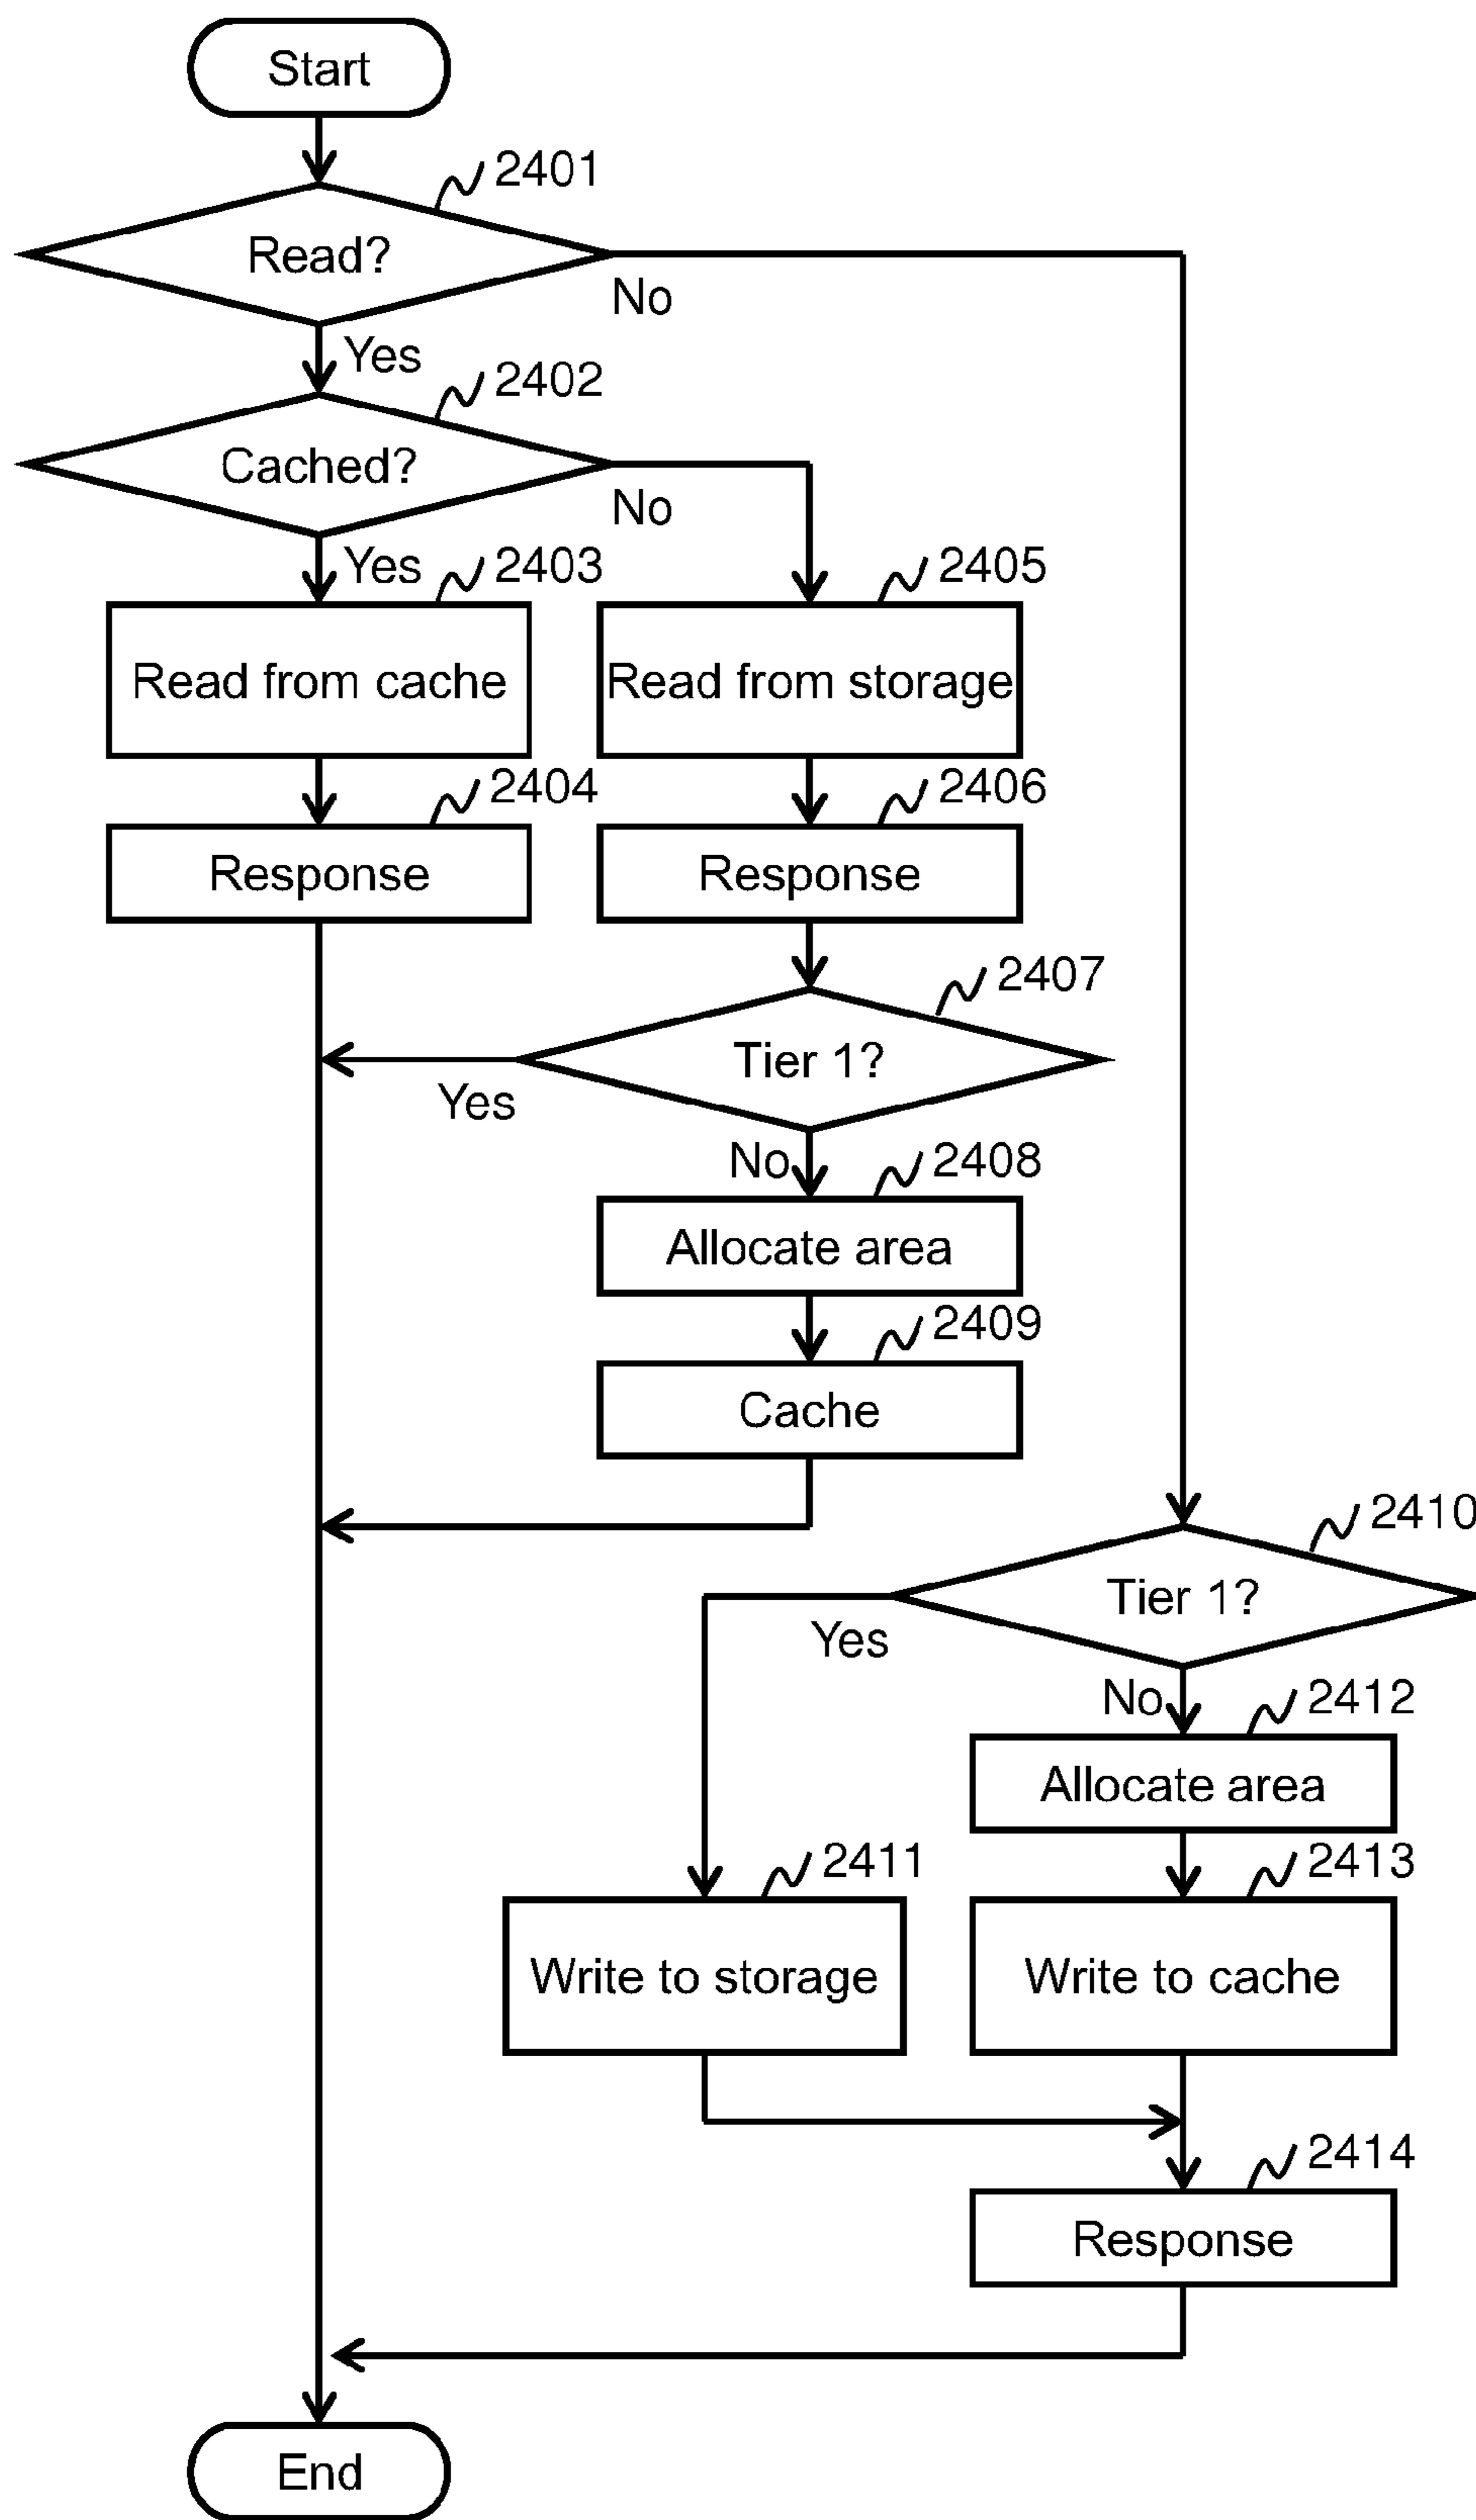 Start
2401
Read?
No
Yes
2402
Cached?
No
Yes
2403
2405
Read from cache
Read from storage
2404
2406
Response
Response
2407
Tier 1?
Yes
No
2408
Allocate area
2409
Cache
2410
Tier 1?
Yes
No
2412
Allocate area
2411
2413
Write to storage
Write to cache
2414
Response
End